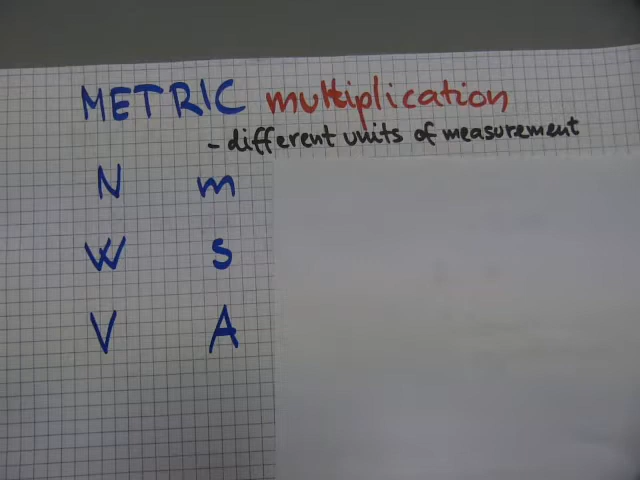 METRIC multiplication
- different units of measurement
N m
W s
V A